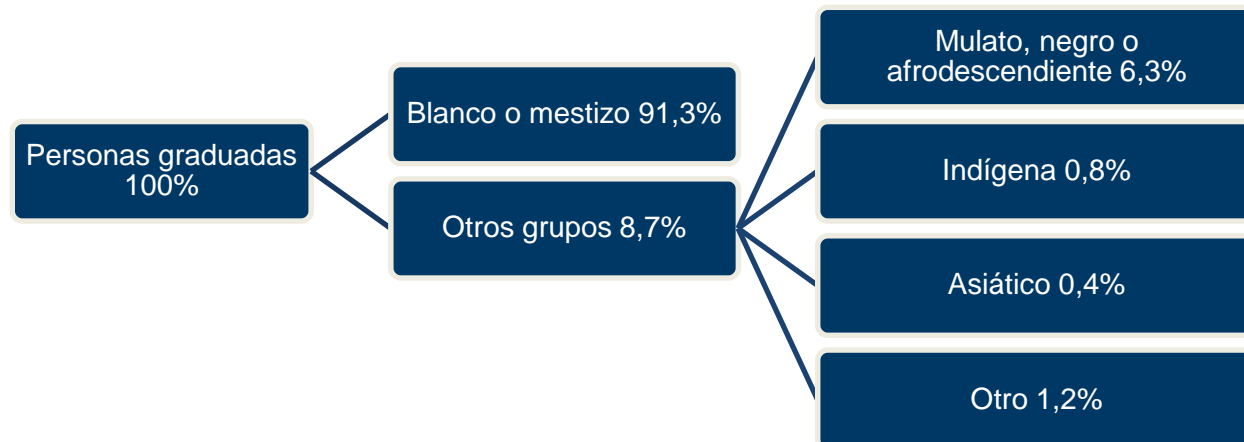 Personas graduadas
100%
Blanco o mestizo 91,3%
Otros grupos 8,7%
Mulato, negro o
afrodescendiente 6,3%
Indígena 0,8%
Asiático 0,4%
Otro 1,2%